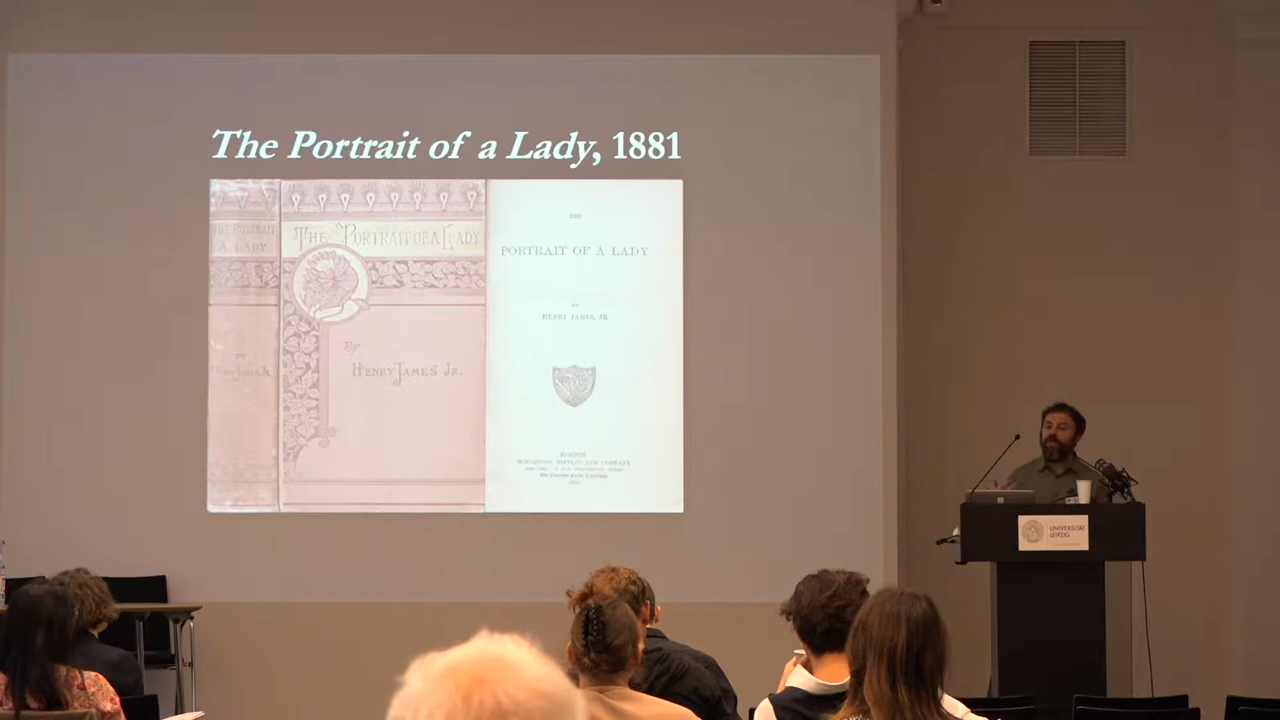 The Portrait of a Lady, 1881
THE PORTRAIT
OF A LADY
THE PORTRAIT OF A LADY
By
HENRY JAMES JR.
BY
HENRY JAMES JR.
THE
PORTRAIT OF A LADY
BY
HENRY JAMES, JR.
BOSTON
HOUGHTON, MIFFLIN AND COMPANY
The Riverside Press, Cambridge
UNIVERSITÄT
LEIPZIG